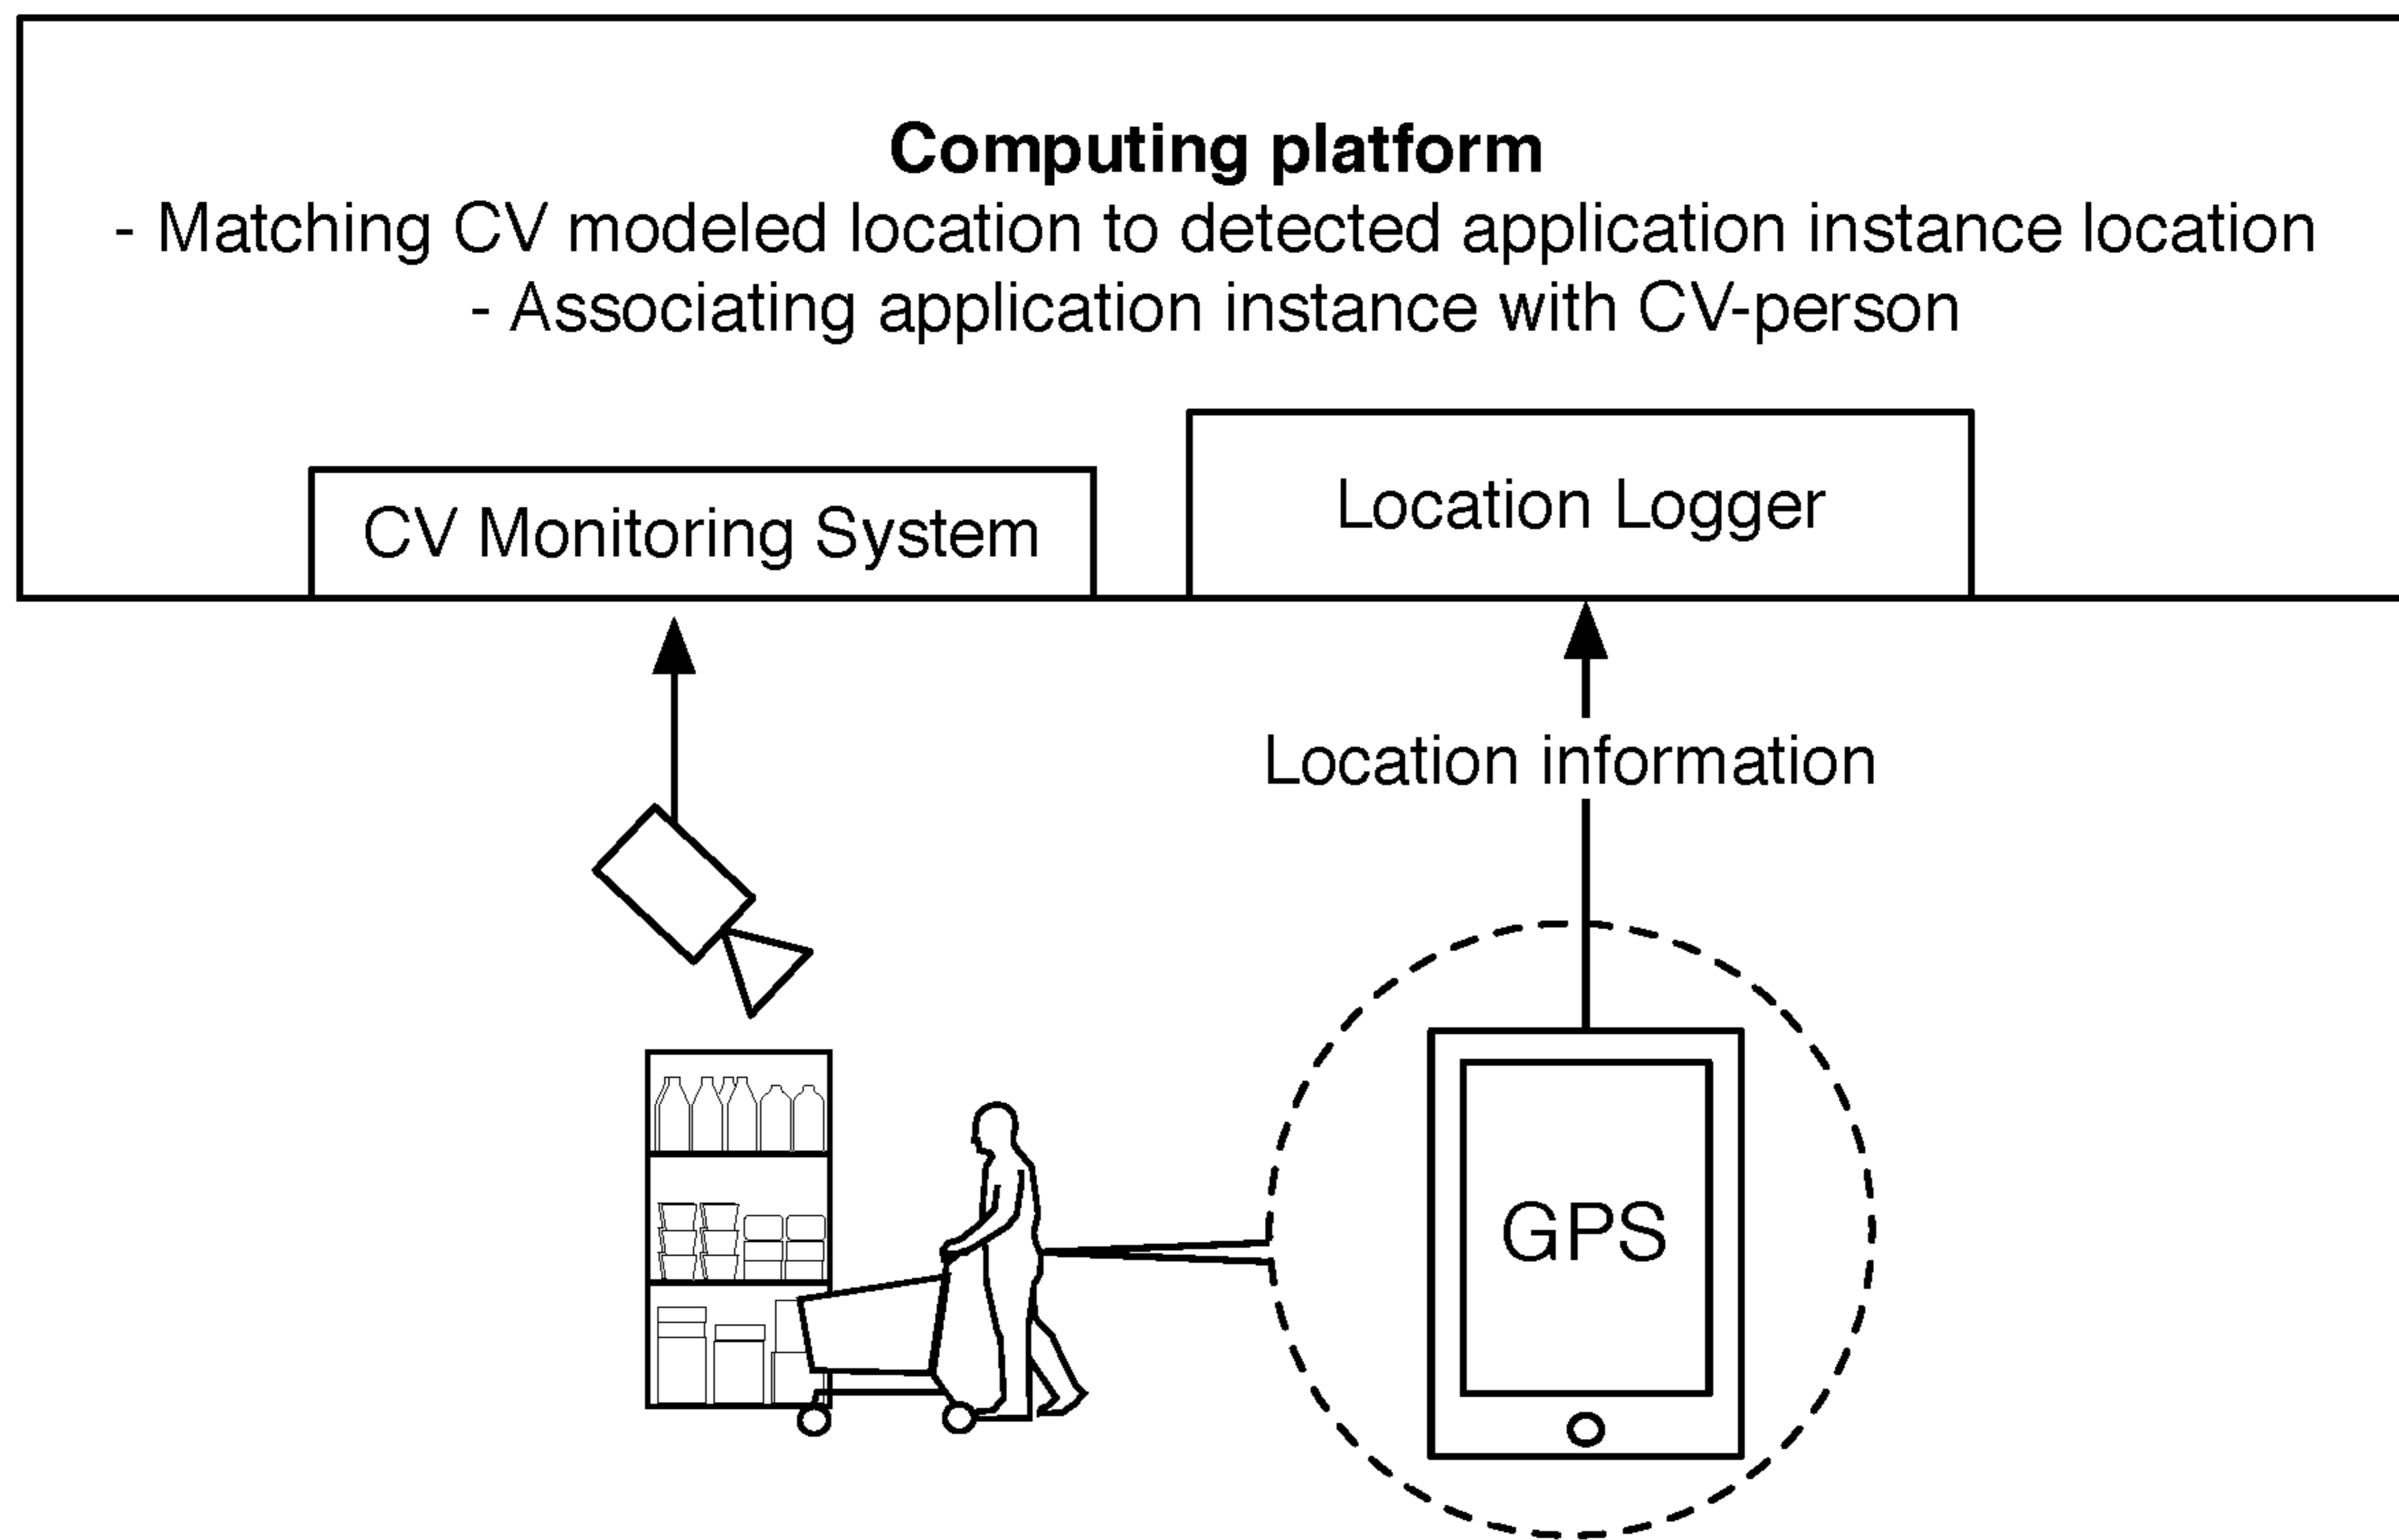 Computing platform
- Matching CV modeled location to detected application instance location
- Associating application instance with CV-person
CV Monitoring System
Location Logger
Location information
GPS